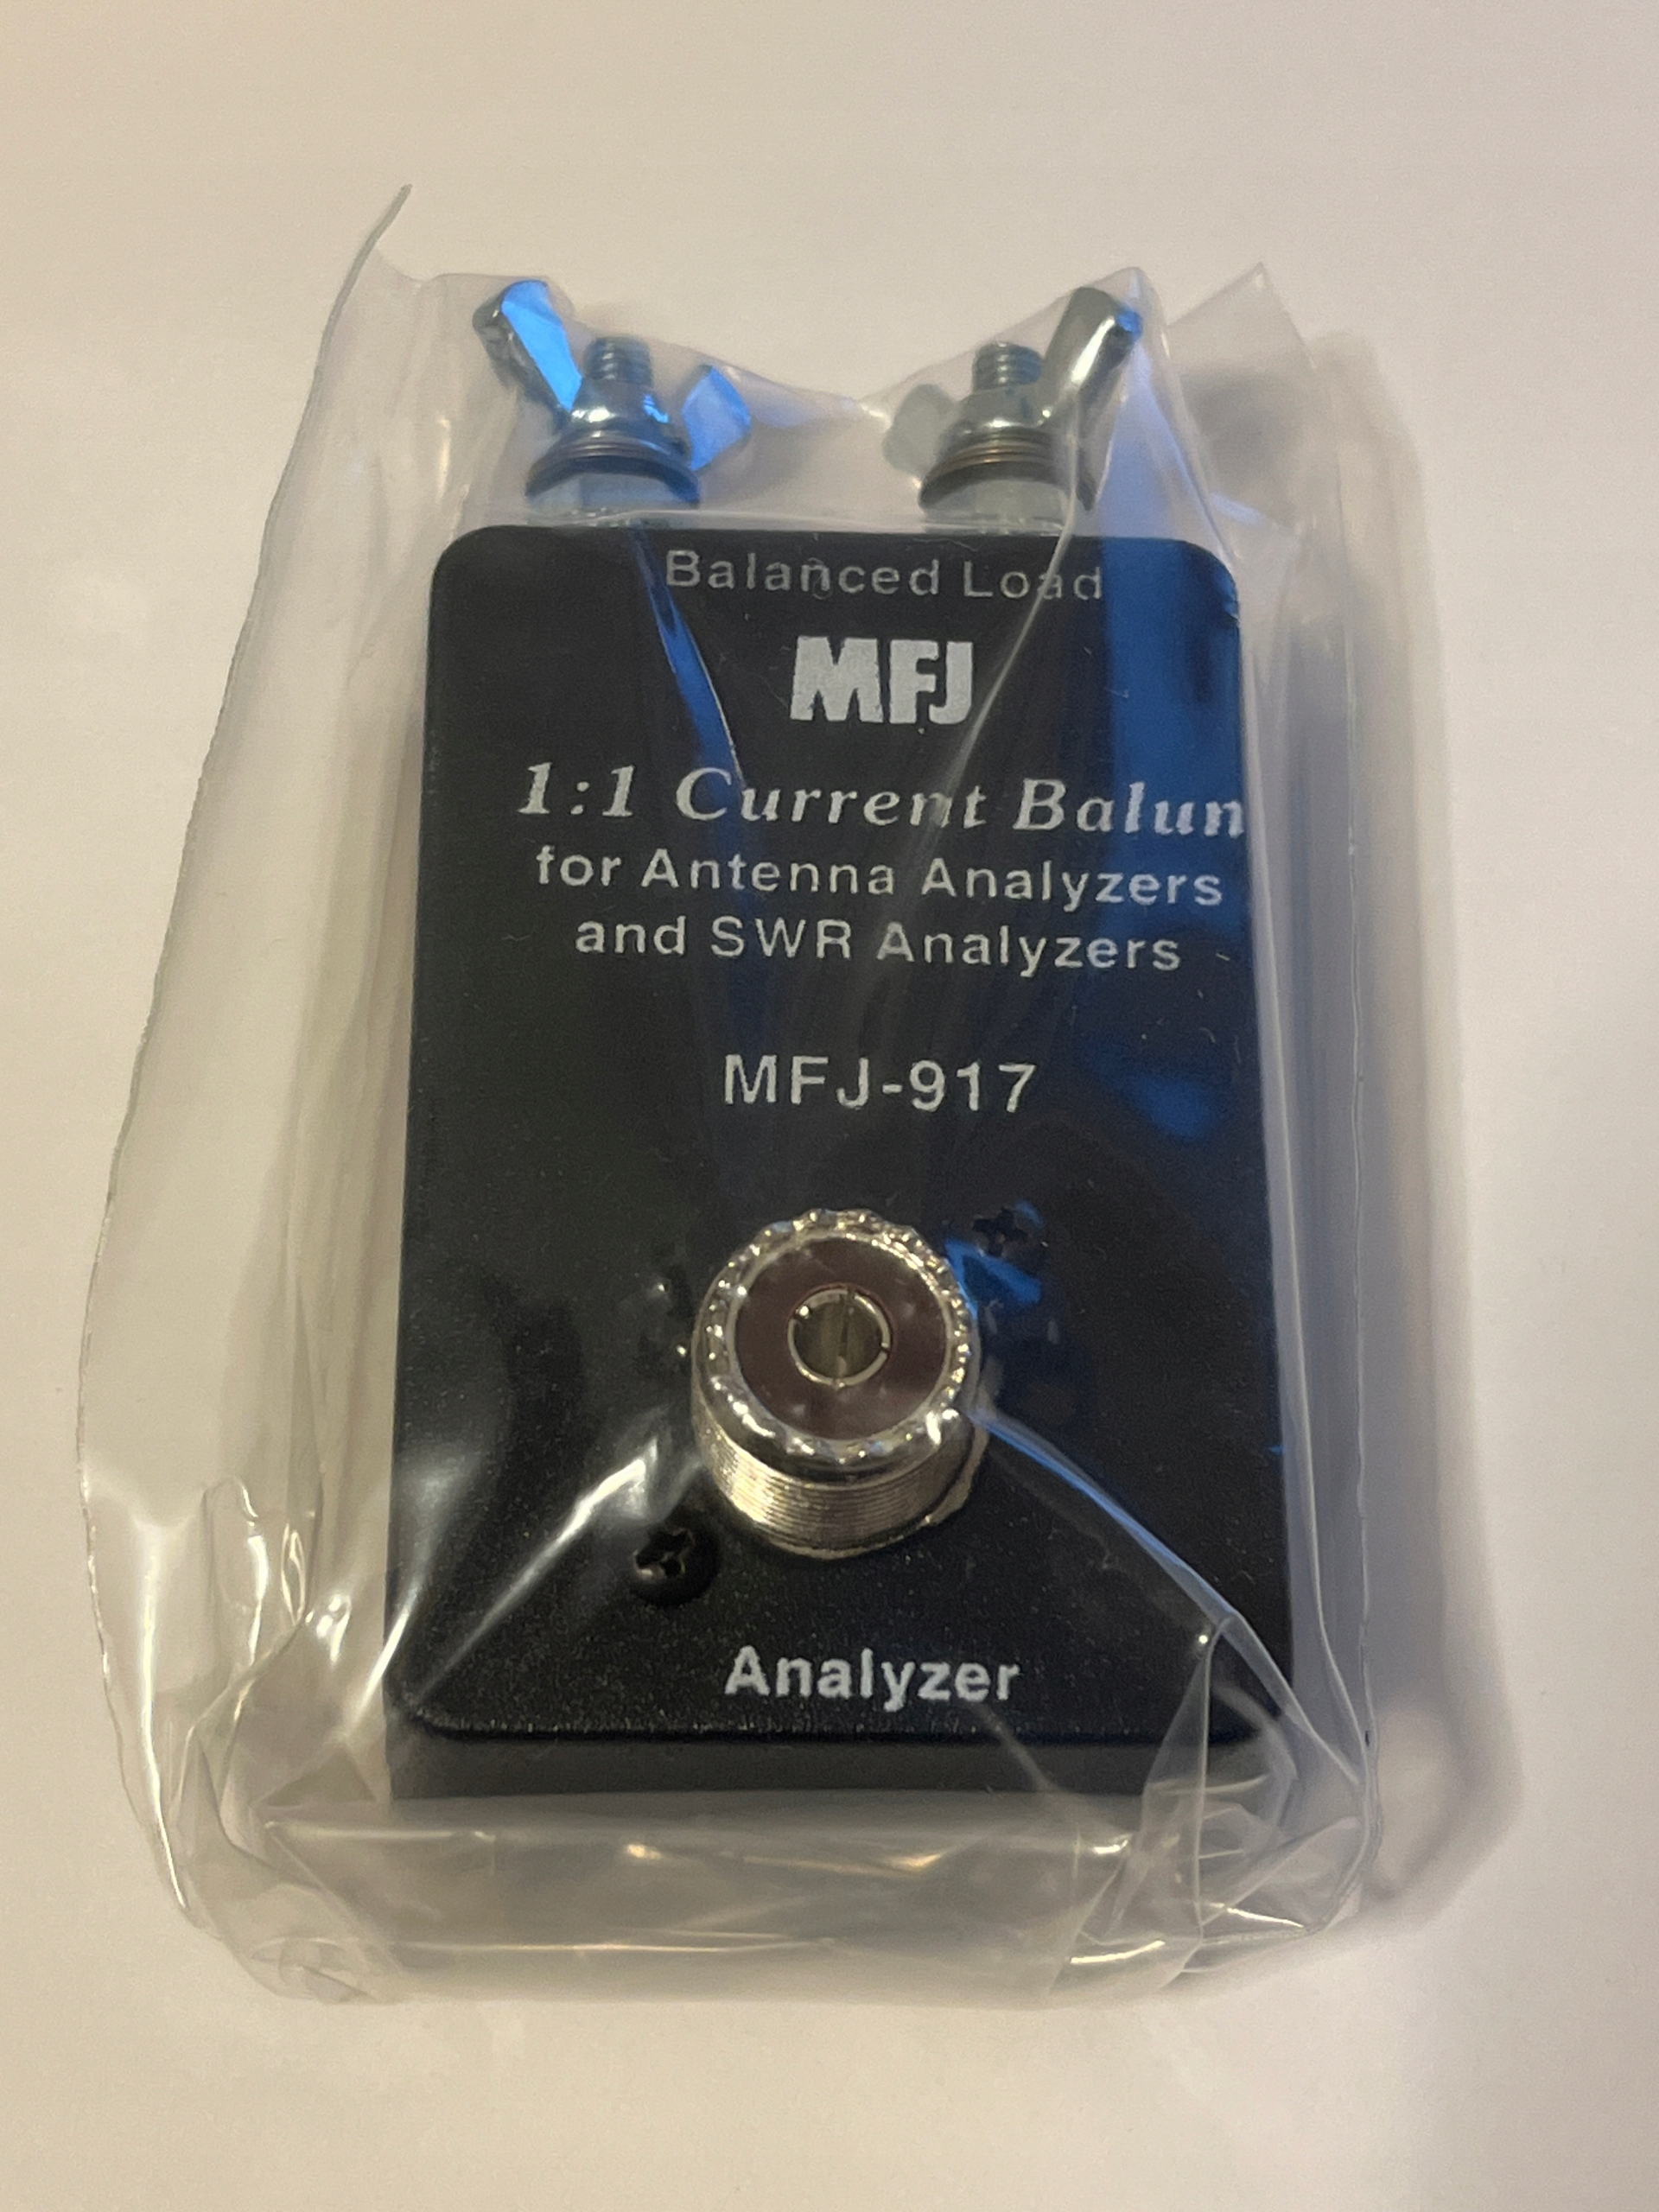 Balanced Load
MFJ
1:1 Current Balun
for Antenna Analyzers
and SWR Analyzers
MFJ-917
Analyzer